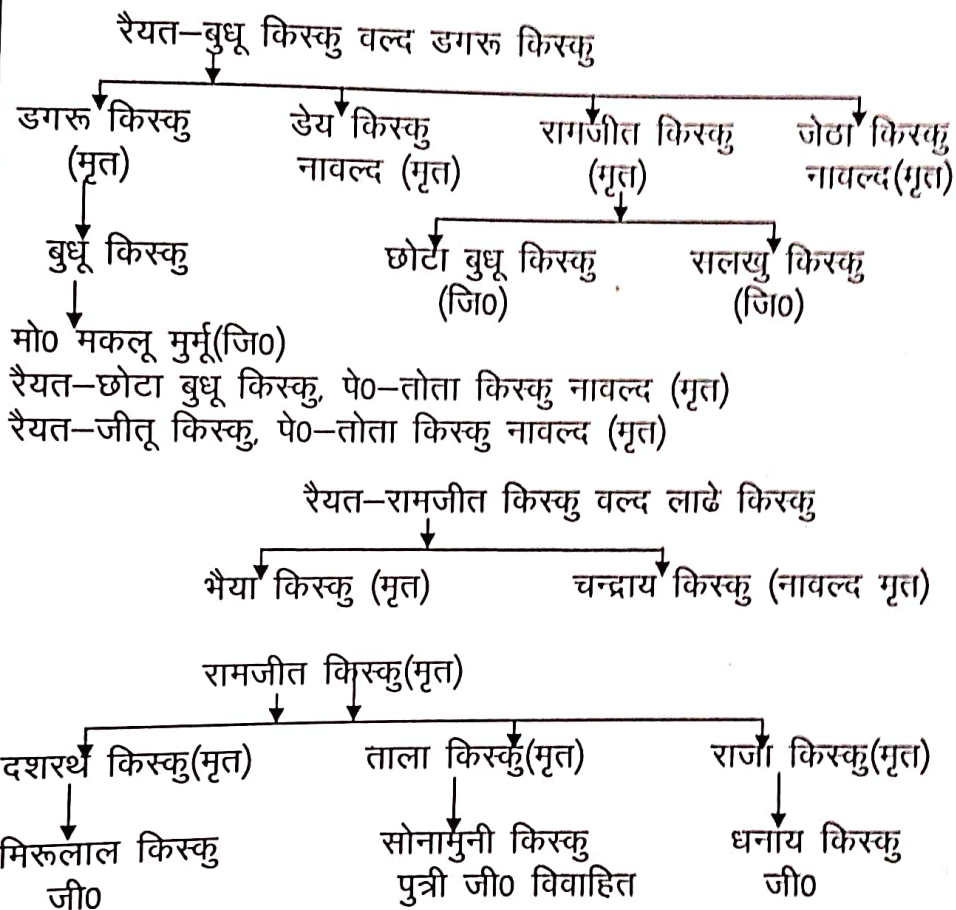 रैयत–बुधू किस्कु वल्द डगरू किस्कु
डगरू किस्कु डेय किस्कु रामजीत किस्कु जेठा किस्कु
(मृत) नावल्द (मृत) (मृत) नावल्द(मृत)
बुधू किस्कु छोटा बुधू किस्कु सलखु किस्कु
(जि0) (जि0)
मो0 मकलू मुर्मू(जि0)
रैयत–छोटा बुधू किस्कु, पे0–तोता किस्कु नावल्द (मृत)
रैयत–जीतू किस्कु, पे0–तोता किस्कु नावल्द (मृत)
रैयत–रामजीत किस्कु वल्द लाढे किस्कु
भैया किस्कु (मृत) चन्द्राय किस्कु (नावल्द मृत)
रामजीत किस्कु(मृत)
दशरथ किस्कु(मृत) ताला किस्कु(मृत) राजा किस्कु(मृत)
मिरूलाल किस्कु सोनामुनी किस्कु धनाय किस्कु
जी0 पुत्री जी0 विवाहित जी0